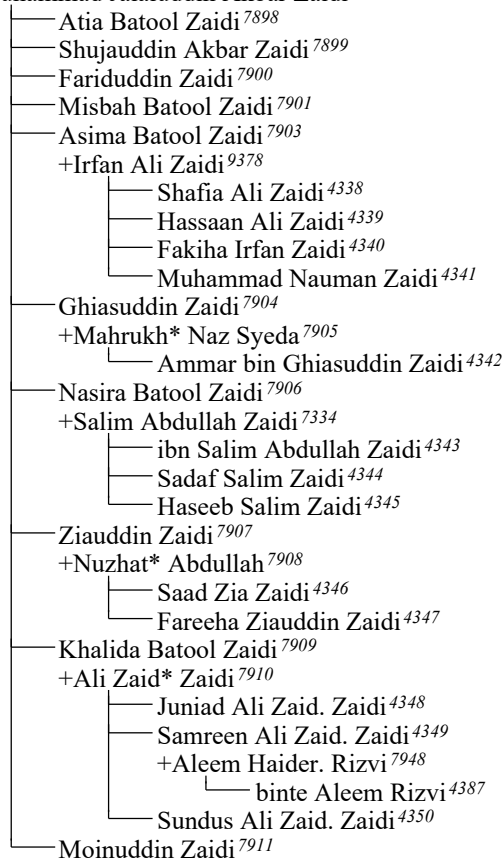 Atia Batool Zaidi 7898
Shujauddin Akbar Zaidi 7899
Fariduddin Zaidi 7900
Misbah Batool Zaidi 7901
Asima Batool Zaidi 7903
+Irfan Ali Zaidi 9378
Shafia Ali Zaidi 4338
Hassaan Ali Zaidi 4339
Fakiha Irfan Zaidi 4340
Muhammad Nauman Zaidi 4341
Ghiasuddin Zaidi 7904
+Mahrukh* Naz Syeda 7905
Ammar bin Ghiasuddin Zaidi 4342
Nasira Batool Zaidi 7906
+Salim Abdullah Zaidi 7334
ibn Salim Abdullah Zaidi 4343
Sadaf Salim Zaidi 4344
Haseeb Salim Zaidi 4345
Ziauddin Zaidi 7907
+Nuzhat* Abdullah 7908
Saad Zia Zaidi 4346
Fareeha Ziauddin Zaidi 4347
Khalida Batool Zaidi 7909
+Ali Zaid* Zaidi 7910
Juniad Ali Zaid. Zaidi 4348
Samreen Ali Zaid. Zaidi 4349
+Aleem Haider. Rizvi 7948
binte Aleem Rizvi 4387
Sundus Ali Zaid. Zaidi 4350
Moinuddin Zaidi 7911